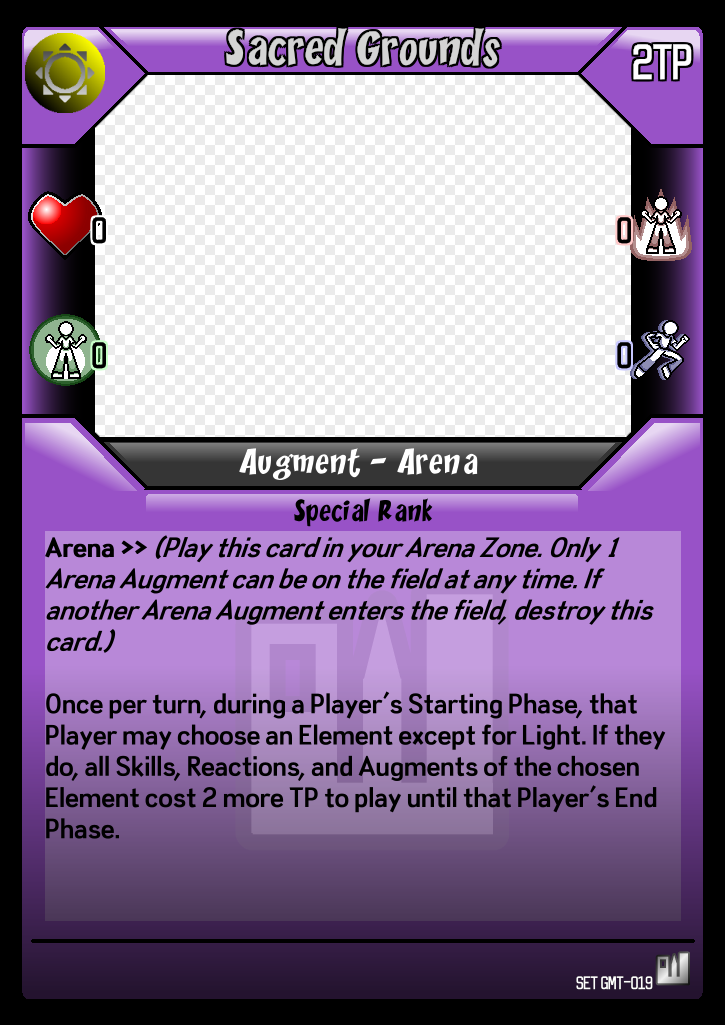 Sacred Grounds
2TP
0
0
0
0
Augment - Arena
Special Rank
Arena >> (Play this card in your Arena Zone. Only 1
Arena Augment can be on the field at any time. If
another Arena Augment enters the field, destroy this
card.)
Once per turn, during a Player's Starting Phase, that
Player may choose an Element except for Light. If they
do, all Skills, Reactions, and Augments of the chosen
Element cost 2 more TP to play until that Player's End
Phase.
SET GMT-019